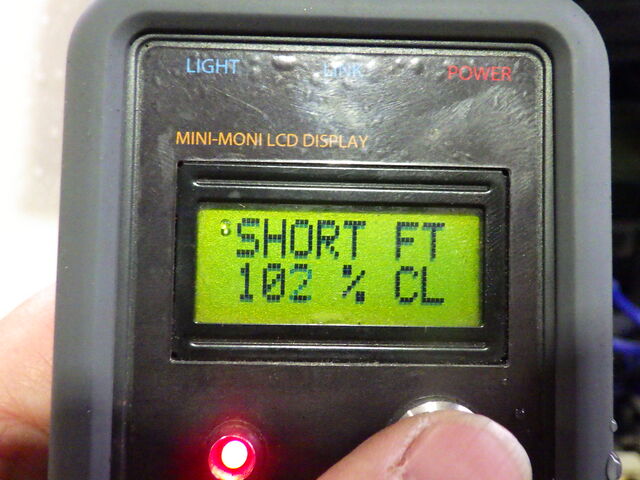 LIGHT LINK POWER
MINI-MONI LCD DISPLAY
SHORT FT
102 % CL